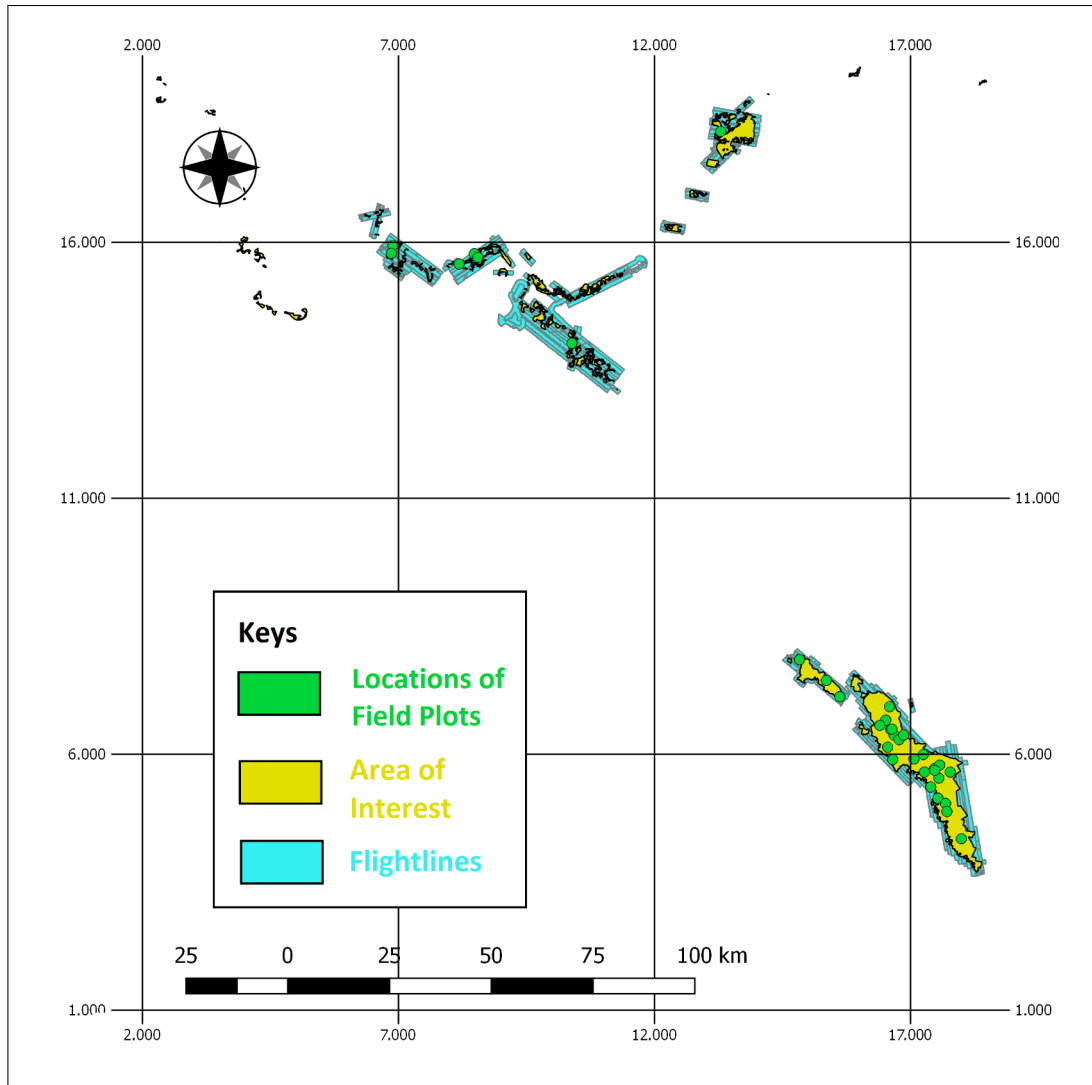 2.000 7.000 12.000 17.000
16.000 16.000
11.000 11.000
Keys
Locations of
Field Plots
6.000 6.000
Area of
Interest
Flightlines
25 0 25 50 75 100 km
1.000 1.000
2.000 7.000 12.000 17.000